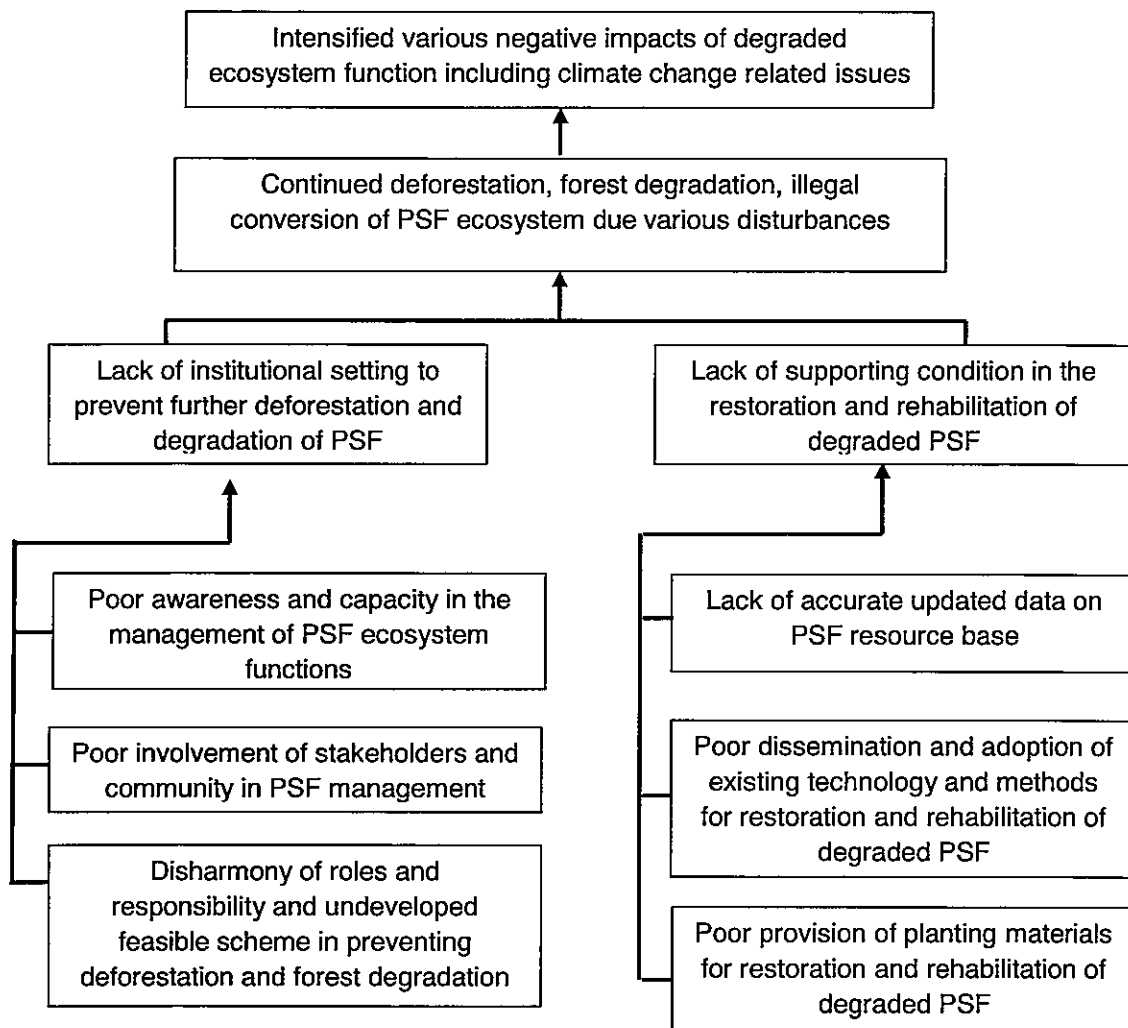 Intensified various negative impacts of degraded
ecosystem function including climate change related issues
Continued deforestation, forest degradation, illegal
conversion of PSF ecosystem due various disturbances
Lack of institutional setting to
prevent further deforestation and
degradation of PSF
Poor awareness and capacity in the
management of PSF ecosystem
functions
Poor involvement of stakeholders and
community in PSF management
Disharmony of roles and
responsibility and undeveloped
feasible scheme in preventing
deforestation and forest degradation
Lack of supporting condition in the
restoration and rehabilitation of
degraded PSF
Lack of accurate updated data on
PSF resource base
Poor dissemination and adoption of
existing technology and methods
for restoration and rehabilitation of
degraded PSF
Poor provision of planting materials
for restoration and rehabilitation of
degraded PSF